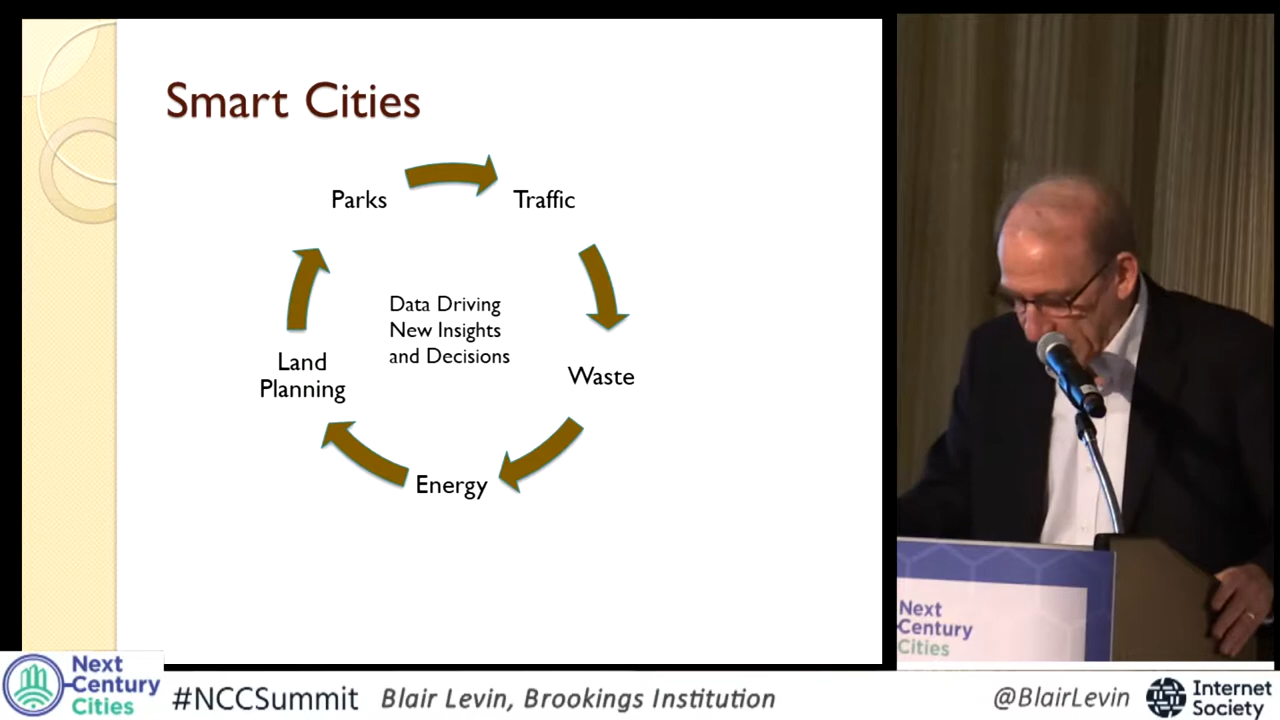 Smart Cities
Parks
Traffic
Data Driving
New Insights
and Decisions
Land
Planning
Waste
Energy
Next
Century
Cities
Next
Century
Cities
#NCCSummit
Blair Levin, Brookings Institution
@BlairLevin
Internet
Society